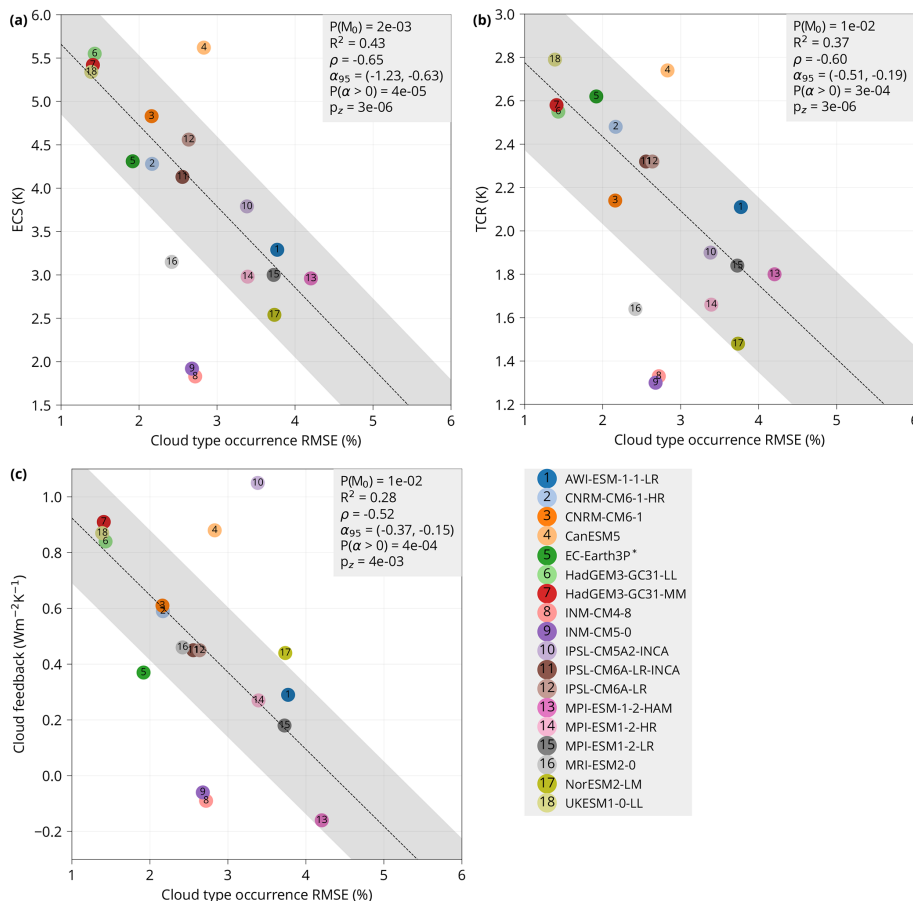 (a)
6.0
5.5
5.0
4.5
4.0
3.5
3.0
2.5
2.0
1.5
ECS (K)
1 2 3 4 5 6
Cloud type occurrence RMSE (%)
P(M₀) = 2e-03
R² = 0.43
ρ = -0.65
α₉₅ = (-1.23, -0.63)
P(α > 0) = 4e-05
p_z = 3e-06
4
6
7
18
3
12
5
2
11
10
1
16
14
15
13
17
9
8
(b)
3.0
2.8
2.6
2.4
2.2
2.0
1.8
1.6
1.4
1.2
TCR (K)
1 2 3 4 5 6
Cloud type occurrence RMSE (%)
P(M₀) = 1e-02
R² = 0.37
ρ = -0.60
α₉₅ = (-0.51, -0.19)
P(α > 0) = 3e-04
p_z = 3e-06
18
4
5
7
6
2
11 12
3
1
10
15
13
14
16
17
8
9
(c)
1.0
0.8
0.6
0.4
0.2
0.0
−0.2
Cloud feedback (Wm⁻²K⁻¹)
1 2 3 4 5 6
Cloud type occurrence RMSE (%)
P(M₀) = 1e-02
R² = 0.28
ρ = -0.52
α₉₅ = (-0.37, -0.15)
P(α > 0) = 4e-04
p_z = 4e-03
10
7
4
18
6
3
2
16 11 12
17
5
1
14
15
9
8
13
1 AWI-ESM-1-1-LR
2 CNRM-CM6-1-HR
3 CNRM-CM6-1
4 CanESM5
5 EC-Earth3P*
6 HadGEM3-GC31-LL
7 HadGEM3-GC31-MM
8 INM-CM4-8
9 INM-CM5-0
10 IPSL-CM5A2-INCA
11 IPSL-CM6A-LR-INCA
12 IPSL-CM6A-LR
13 MPI-ESM-1-2-HAM
14 MPI-ESM1-2-HR
15 MPI-ESM1-2-LR
16 MRI-ESM2-0
17 NorESM2-LM
18 UKESM1-0-LL